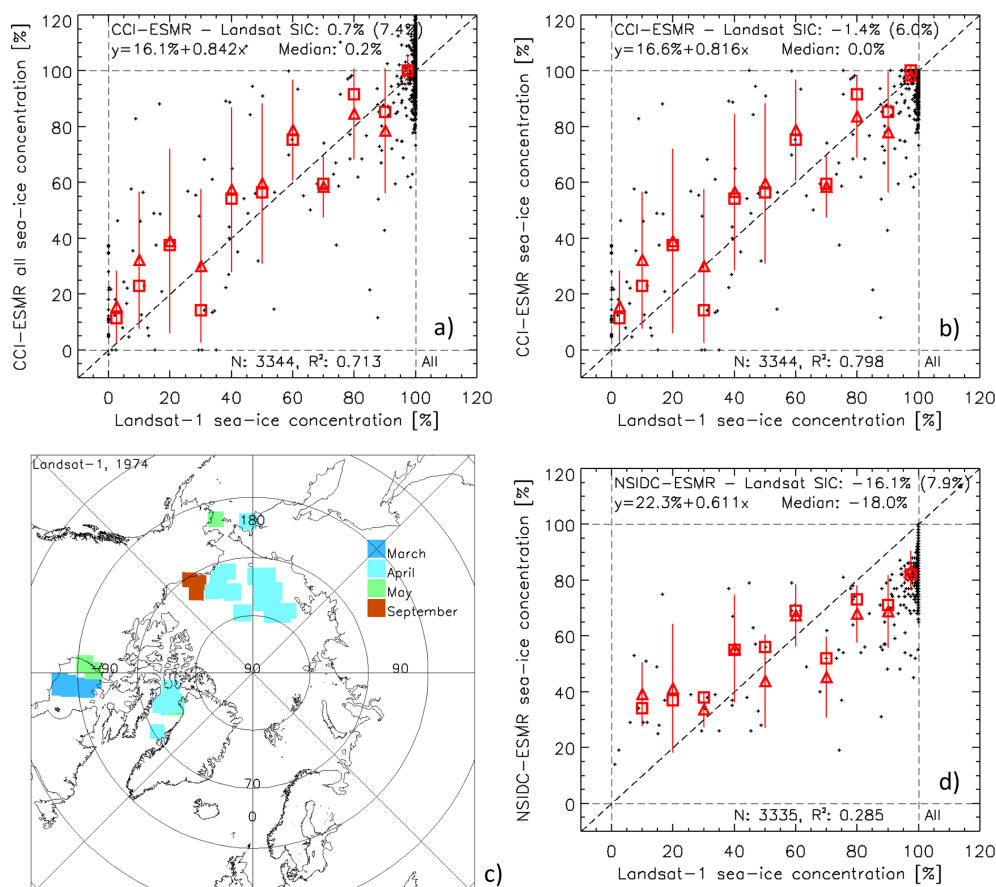 CCI-ESMR - Landsat SIC: 0.7% (7.4%)
y=16.1%+0.842x Median: 0.2%
120
100
80
60
40
20
0
CCI-ESMR all sea-ice concentration [%]
a)
N: 3344, R²: 0.713 All
0 20 40 60 80 100 120
Landsat-1 sea-ice concentration [%]
CCI-ESMR - Landsat SIC: -1.4% (6.0%)
y=16.6%+0.816x Median: 0.0%
120
100
80
60
40
20
0
CCI-ESMR sea-ice concentration [%]
b)
N: 3344, R²: 0.798 All
0 20 40 60 80 100 120
Landsat-1 sea-ice concentration [%]
Landsat-1, 1974
180
March
April
May
September
-90 90 90
70
0
c)
NSIDC-ESMR - Landsat SIC: -16.1% (7.9%)
y=22.3%+0.611x Median: -18.0%
120
100
80
60
40
20
0
NSIDC-ESMR sea-ice concentration [%]
d)
N: 3335, R²: 0.285 All
0 20 40 60 80 100 120
Landsat-1 sea-ice concentration [%]